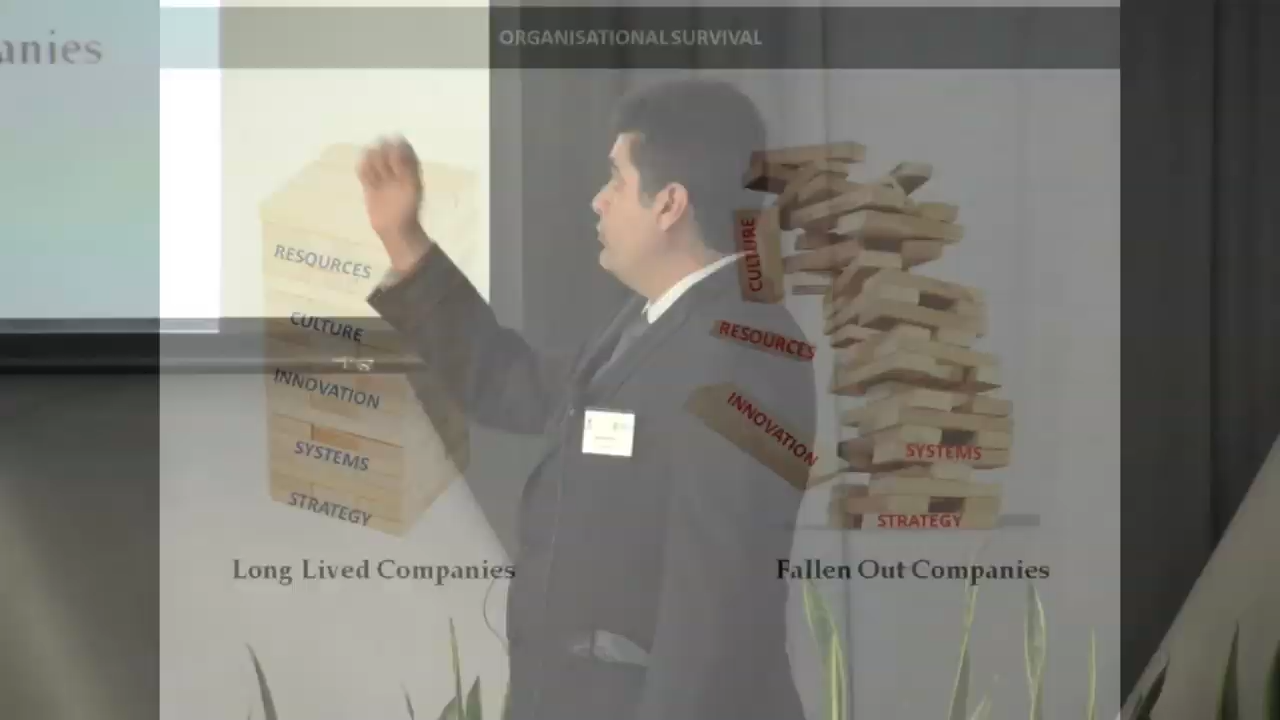 anies
ORGANISATIONAL SURVIVAL
RESOURCES
CULTURE
INNOVATION
SYSTEMS
STRATEGY
Long Lived Companies
CULTURE
RESOURCES
INNOVATION
SYSTEMS
STRATEGY
Fallen Out Companies